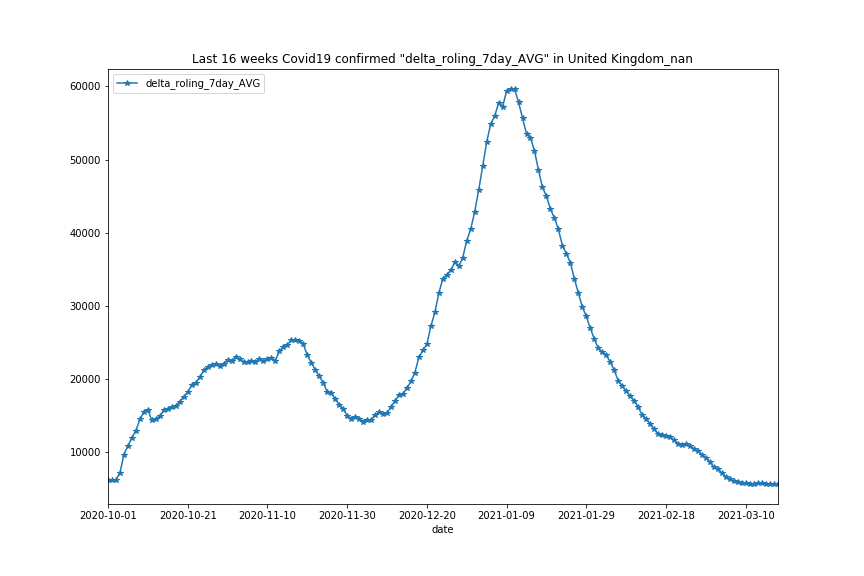 Last 16 weeks Covid19 confirmed "delta_roling_7day_AVG" in United Kingdom_nan
delta_roling_7day_AVG
60000
50000
40000
30000
20000
10000
2020-10-01 2020-10-21 2020-11-10 2020-11-30 2020-12-20 2021-01-09 2021-01-29 2021-02-18 2021-03-10
date